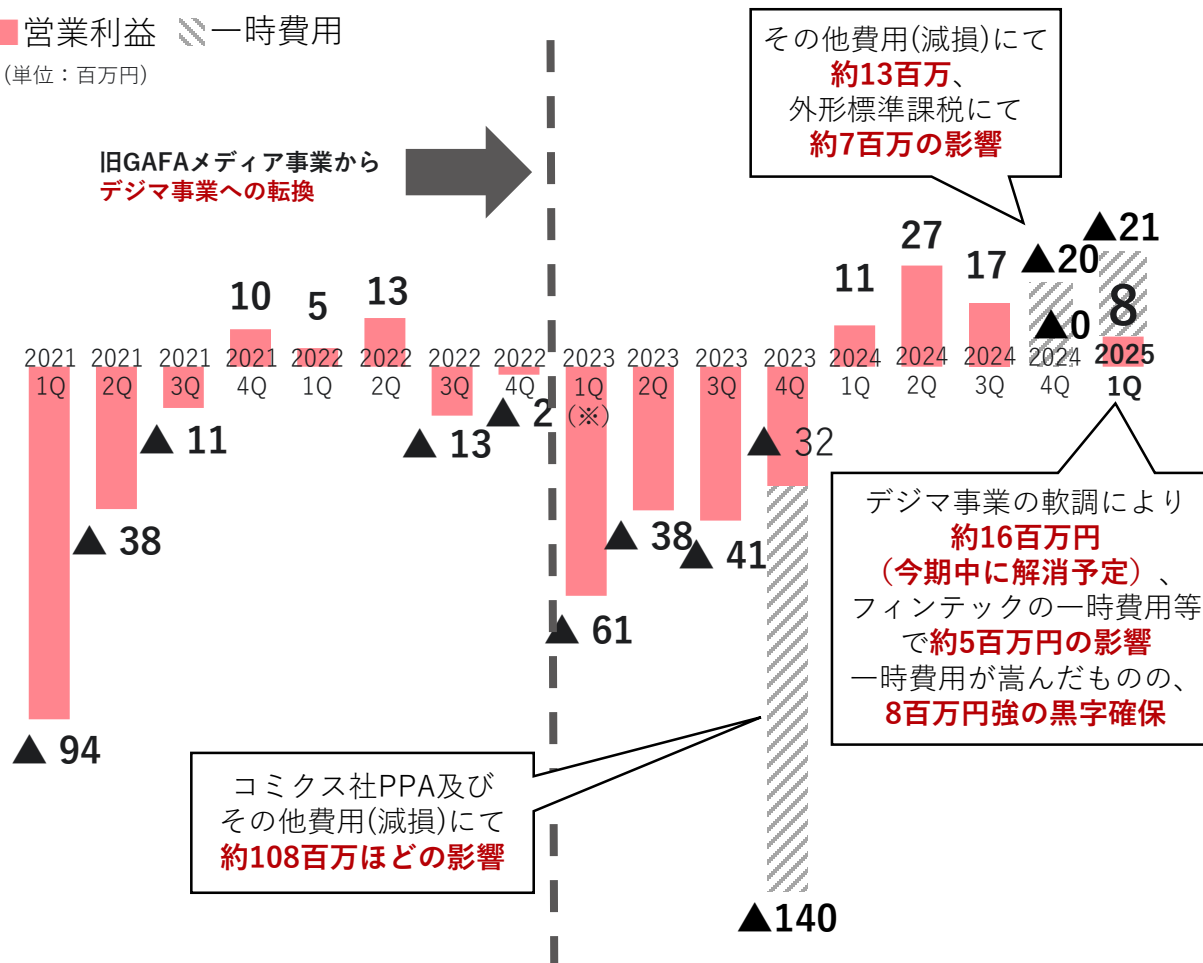 営業利益 一時費用
(単位：百万円)
旧GAFAメディア事業から
デジマ事業への転換
その他費用(減損)にて
約13百万、
外形標準課税にて
約7百万の影響
10
5
13
11
27
17
▲20
▲0
▲21
8
2021 2021 2021 2021 2022 2022 2022 2022 2023 2023 2023 2023 2024 2024 2024 2024 2025
1Q 2Q 3Q 4Q 1Q 2Q 3Q 4Q 1Q 2Q 3Q 4Q 1Q 2Q 3Q 4Q 1Q
(※)
▲ 94
▲ 38
▲ 11
▲ 13
▲ 2
▲ 61
▲ 38
▲ 41
▲ 32
▲140
デジマ事業の軟調により
約16百万円
（今期中に解消予定）、
フィンテックの一時費用等
で約5百万円の影響
一時費用が嵩んだものの、
8百万円強の黒字確保
コミクス社PPA及び
その他費用(減損)にて
約108百万ほどの影響